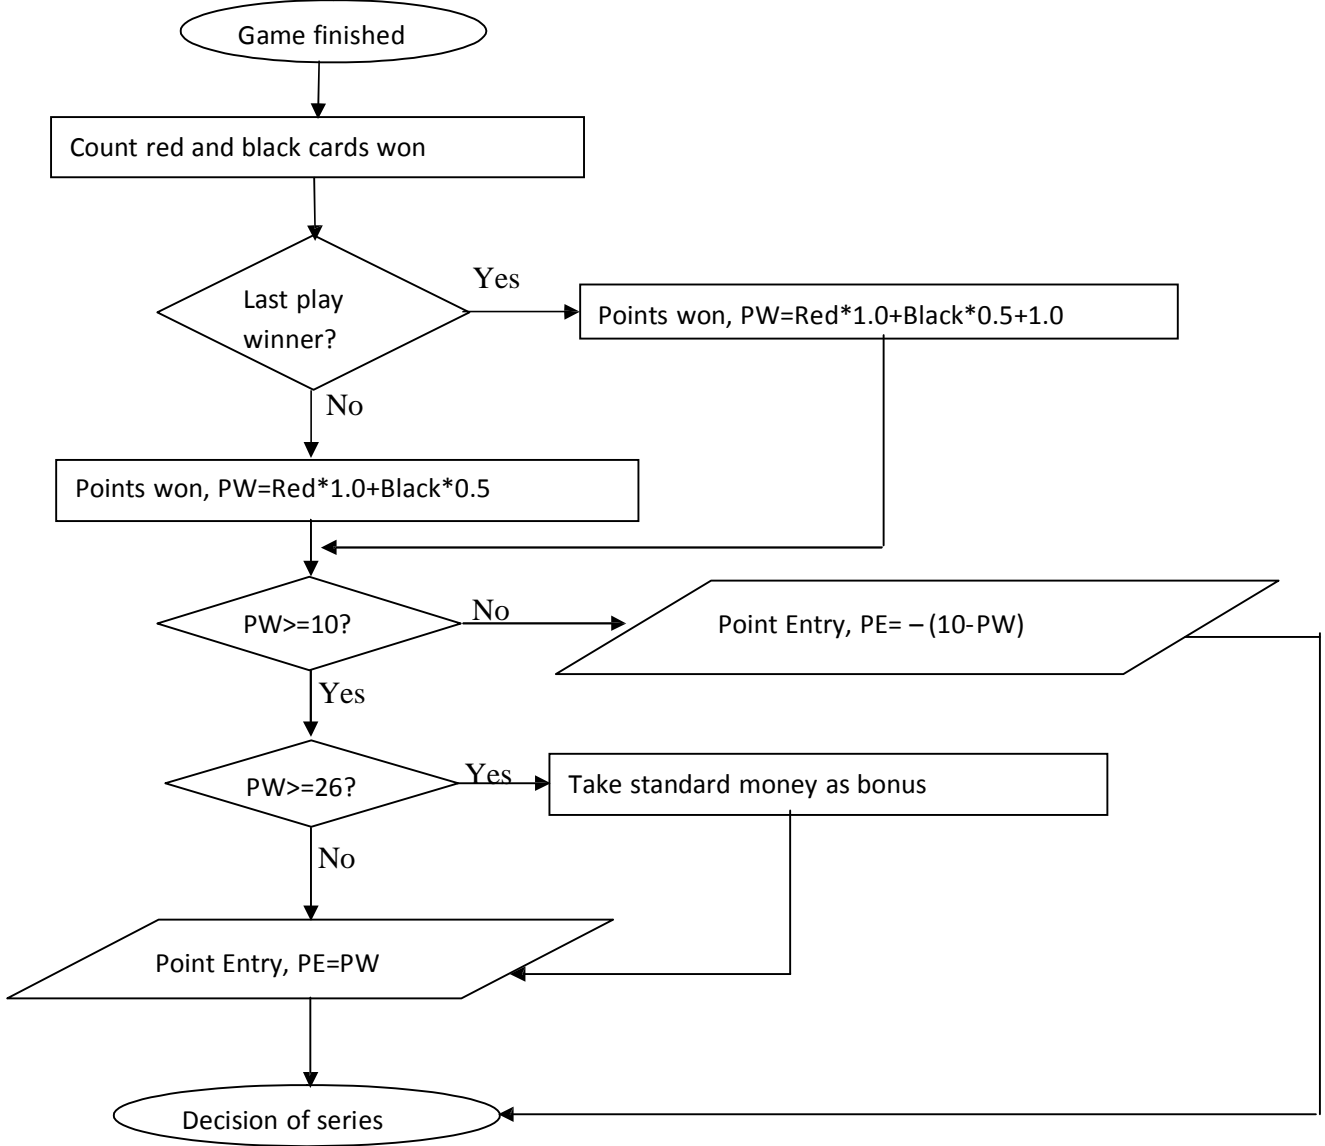 Game finished
Count red and black cards won
Last play
winner?
Yes
Points won, PW=Red*1.0+Black*0.5+1.0
No
Points won, PW=Red*1.0+Black*0.5
PW>=10?
No
Point Entry, PE= – (10-PW)
Yes
PW>=26?
Yes
Take standard money as bonus
No
Point Entry, PE=PW
Decision of series